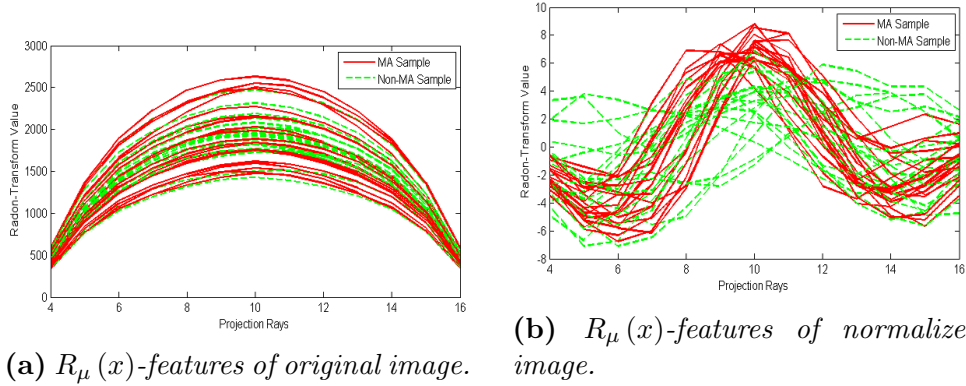 3000
2500
2000
1500
1000
500
0
Radon-Transform Value
MA Sample
Non-MA Sample
4 6 8 10 12 14 16
Projection Rays
(a) Rμ (x)-features of original image.
10
8
6
4
2
0
-2
-4
-6
-8
Radon-Transform Value
MA Sample
Non-MA Sample
4 6 8 10 12 14 16
Projection Rays
(b) Rμ (x)-features of normalize
image.